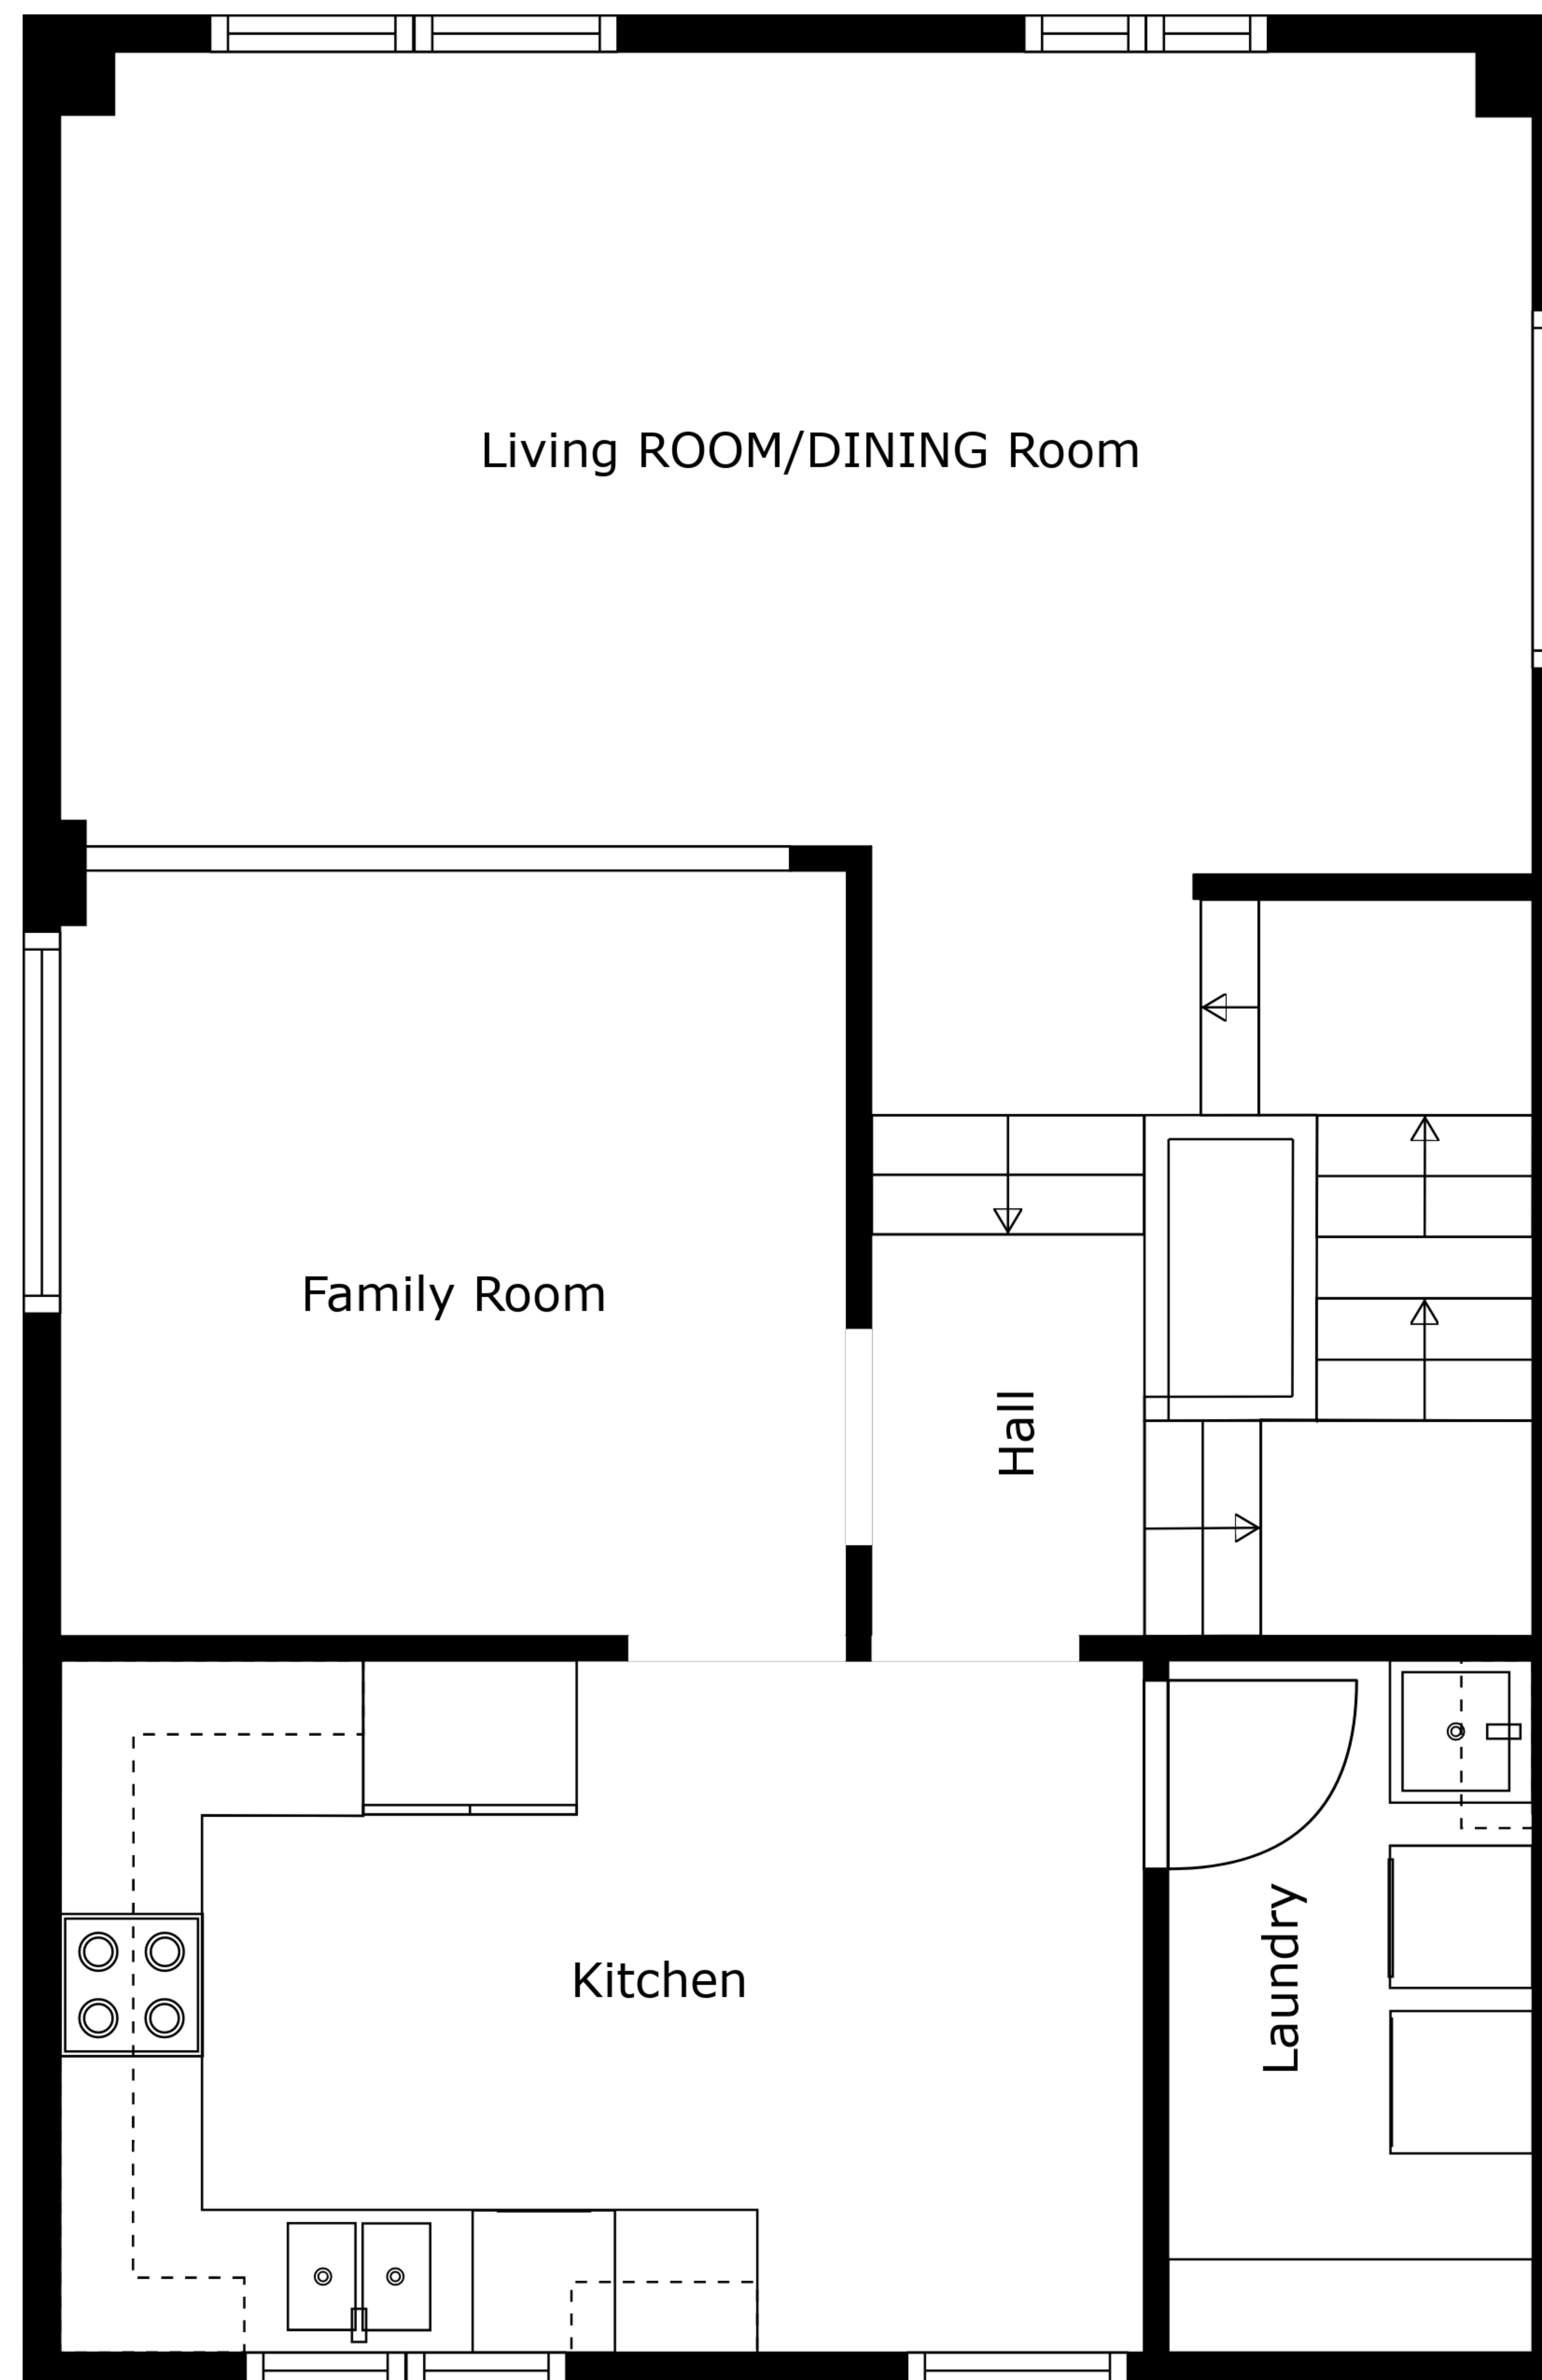 Living ROOM/DINING Room
Family Room
Hall
Kitchen
Laundry